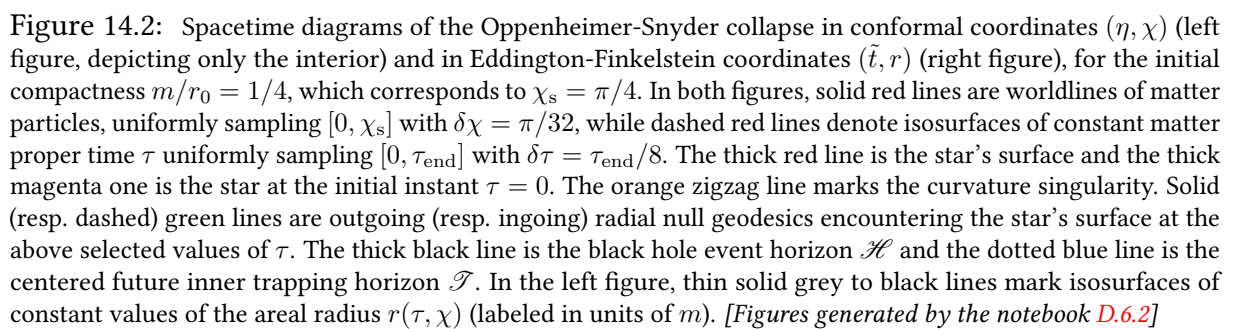 Figure 14.2: Spacetime diagrams of the Oppenheimer-Snyder collapse in conformal coordinates (η, χ) (left
figure, depicting only the interior) and in Eddington-Finkelstein coordinates (t̃, r) (right figure), for the initial
compactness m/r₀ = 1/4, which corresponds to χₛ = π/4. In both figures, solid red lines are worldlines of matter
particles, uniformly sampling [0, χₛ] with δχ = π/32, while dashed red lines denote isosurfaces of constant matter
proper time τ uniformly sampling [0, τ_end] with δτ = τ_end/8. The thick red line is the star's surface and the thick
magenta one is the star at the initial instant τ = 0. The orange zigzag line marks the curvature singularity. Solid
(resp. dashed) green lines are outgoing (resp. ingoing) radial null geodesics encountering the star's surface at the
above selected values of τ. The thick black line is the black hole event horizon ℋ and the dotted blue line is the
centered future inner trapping horizon 𝒯. In the left figure, thin solid grey to black lines mark isosurfaces of
constant values of the areal radius r(τ, χ) (labeled in units of m). [Figures generated by the notebook D.6.2]